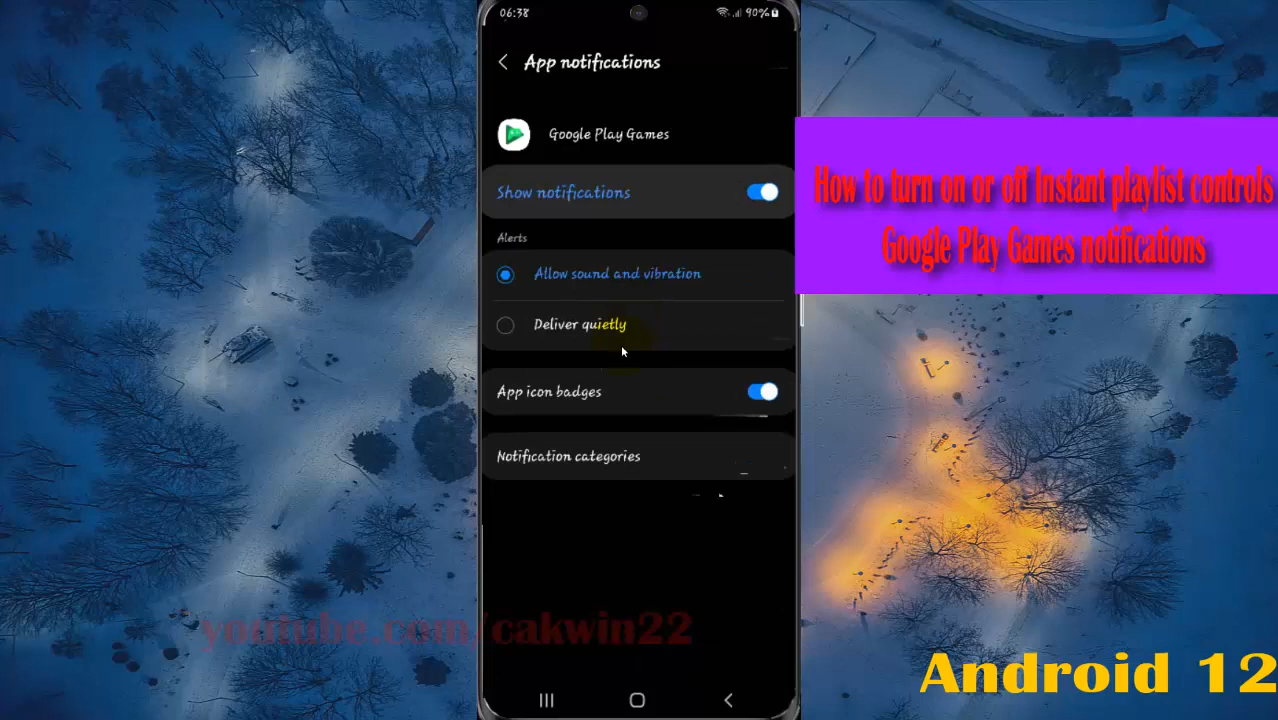 06:38
90%
App notifications
Google Play Games
Show notifications
Alerts
Allow sound and vibration
Deliver quietly
App icon badges
Notification categories
How to turn on or off Instant playlist controls
Google Play Games notifications
youtube.com/cakwin22
Android 12